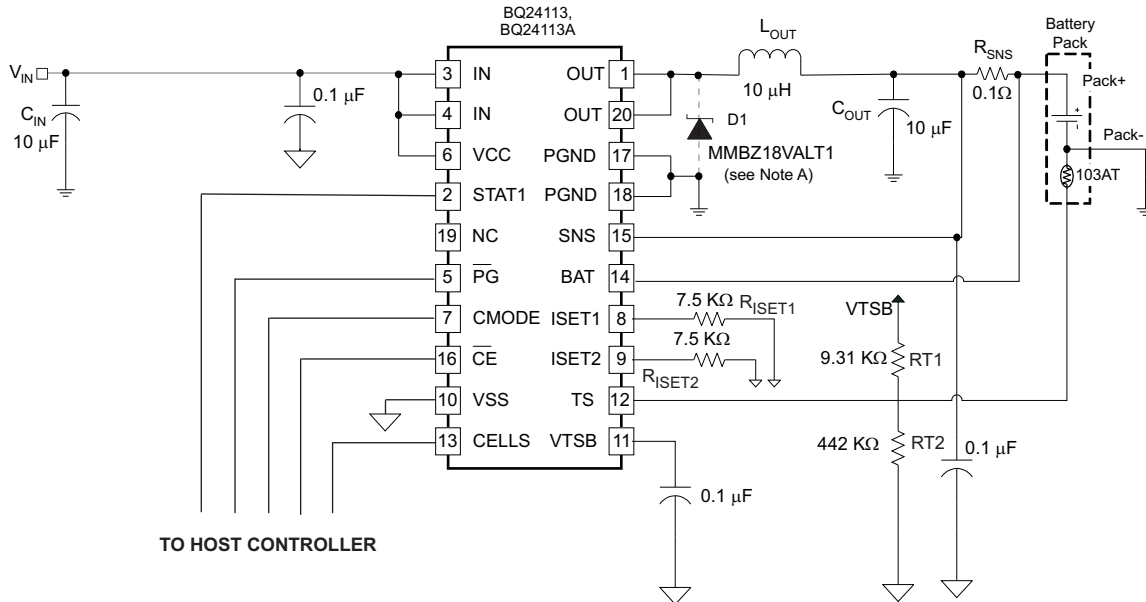 BQ24113,
BQ24113A
V_IN
C_IN
10 μF
0.1 μF
3 IN
4 IN
6 VCC
2 STAT1
19 NC
5 P̅G̅
7 CMODE
16 C̅E̅
10 VSS
13 CELLS
OUT 1
OUT 20
PGND 17
PGND 18
SNS 15
BAT 14
ISET1 8
ISET2 9
TS 12
VTSB 11
L_OUT
10 μH
D1
MMBZ18VALT1
(see Note A)
C_OUT
10 μF
R_SNS
0.1Ω
Battery
Pack
Pack+
+
-
Pack-
103AT
7.5 KΩ
R_ISET1
7.5 KΩ
R_ISET2
VTSB
9.31 KΩ
RT1
442 KΩ
RT2
0.1 μF
0.1 μF
TO HOST CONTROLLER